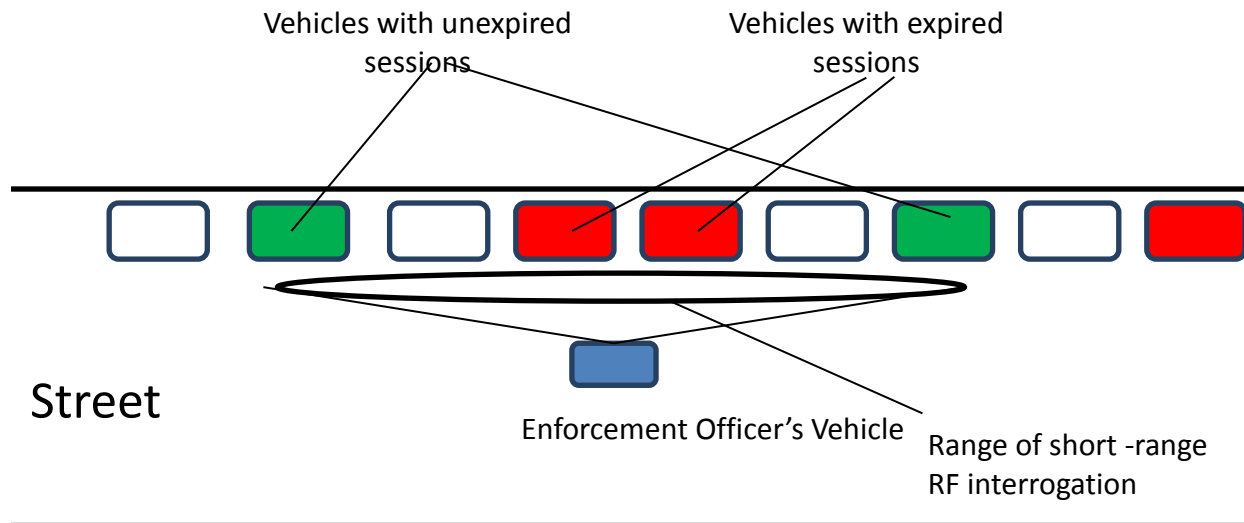 Vehicles with unexpired
sessions
Vehicles with expired
sessions
Street
Enforcement Officer’s Vehicle
Range of short -range
RF interrogation